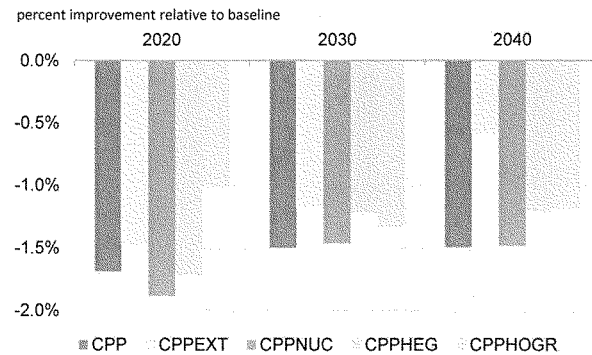 percent improvement relative to baseline
2020 2030 2040
0.0%
-0.5%
-1.0%
-1.5%
-2.0%
CPP CPPEXT CPPNUC CPPHEG CPPHOGR